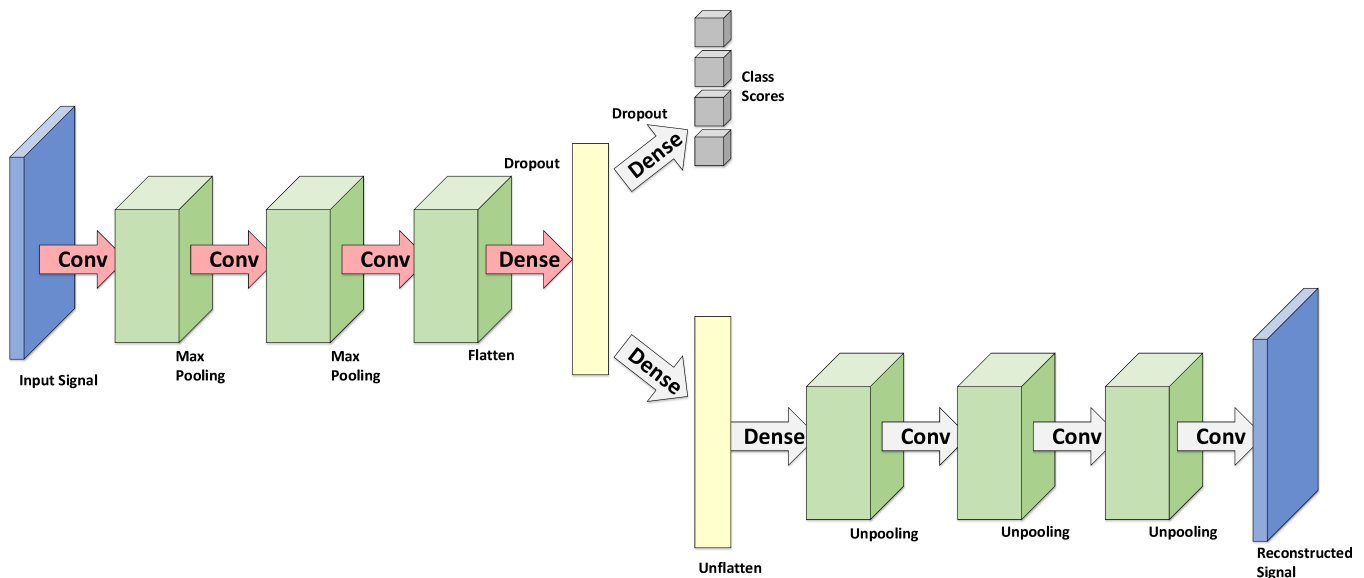 Class
Scores
Dropout
Dense
Dropout
Conv
Conv
Conv
Dense
Max
Pooling
Max
Pooling
Flatten
Input Signal
Dense
Dense
Conv
Conv
Conv
Unpooling
Unpooling
Unpooling
Reconstructed
Signal
Unflatten